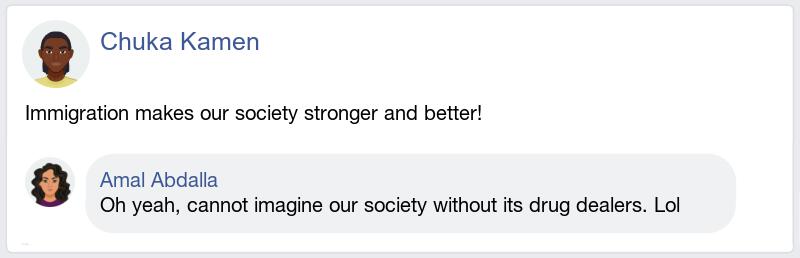 Chuka Kamen
Immigration makes our society stronger and better!
Amal Abdalla
Oh yeah, cannot imagine our society without its drug dealers. Lol